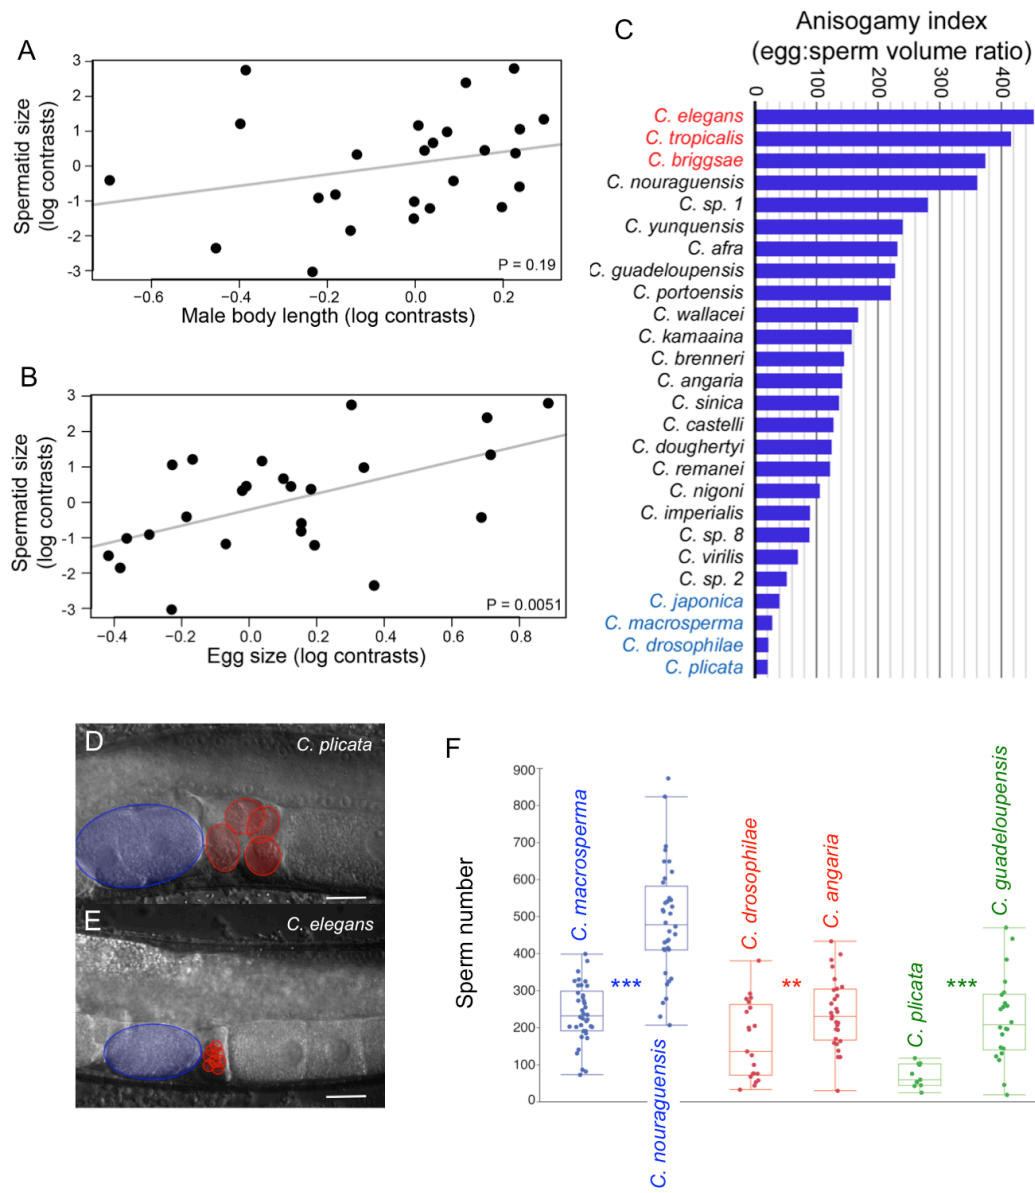 A
Spermatid size
(log contrasts)
3
2
1
0
−1
−2
−3
P = 0.19
−0.6
−0.4
−0.2
0.0
0.2
Male body length (log contrasts)
B
Spermatid size
(log contrasts)
3
2
1
0
-1
-2
-3
P = 0.0051
−0.4
−0.2
0.0
0.2
0.4
0.6
0.8
Egg size (log contrasts)
C
Anisogamy index
(egg:sperm volume ratio)
0
100
200
300
400
C. elegans
C. tropicalis
C. briggsae
C. nouraguensis
C. sp. 1
C. yunquensis
C. afra
C. guadeloupensis
C. portoensis
C. wallacei
C. kamaaina
C. brenneri
C. angaria
C. sinica
C. castelli
C. doughertyi
C. remanei
C. nigoni
C. imperialis
C. sp. 8
C. virilis
C. sp. 2
C. japonica
C. macrosperma
C. drosophilae
C. plicata
D
C. plicata
E
C. elegans
F
Sperm number
900
800
700
600
500
400
300
200
100
0
C. macrosperma
***
C. nouraguensis
C. drosophilae
**
C. angaria
C. plicata
***
C. guadeloupensis